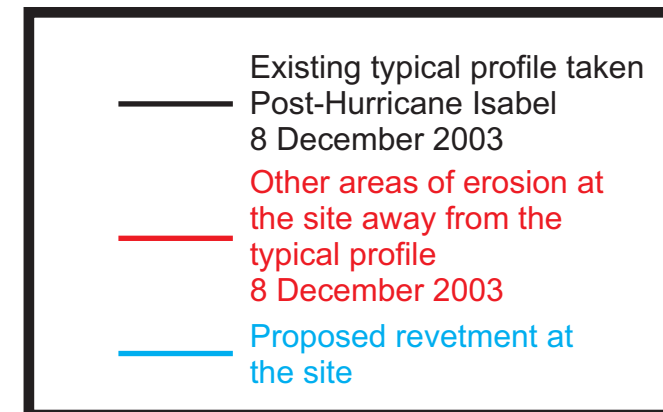 Existing typical profile taken
Post-Hurricane Isabel
8 December 2003
Other areas of erosion at
the site away from the
typical profile
8 December 2003
Proposed revetment at
the site